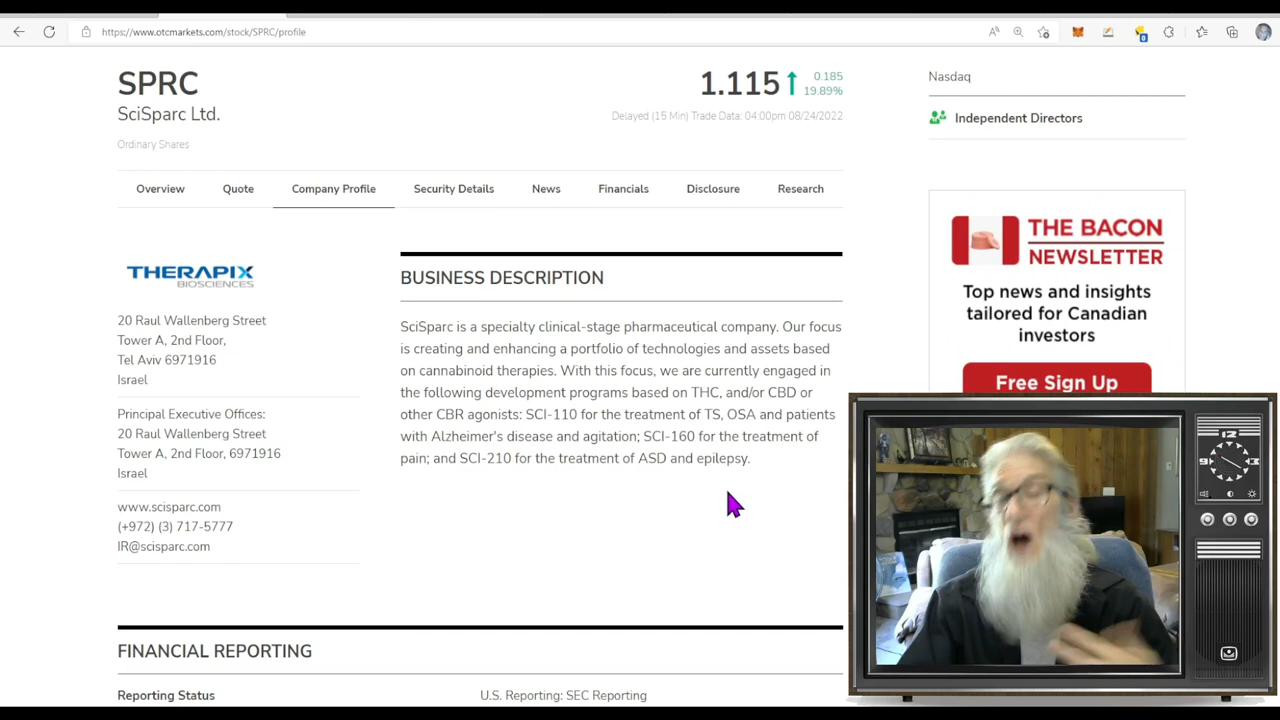 https://www.otcmarkets.com/stock/SPRC/profile
SPRC
SciSparc Ltd.
Ordinary Shares
1.115
0.185
19.89%
Delayed (15 Min) Trade Data: 04:00pm 08/24/2022
Nasdaq
Independent Directors
Overview
Quote
Company Profile
Security Details
News
Financials
Disclosure
Research
THERAPIX
BIOSCIENCES
20 Raul Wallenberg Street
Tower A, 2nd Floor,
Tel Aviv 6971916
Israel
Principal Executive Offices:
20 Raul Wallenberg Street
Tower A, 2nd Floor, 6971916
Israel
www.scisparc.com
(+972) (3) 717-5777
IR@scisparc.com
BUSINESS DESCRIPTION
SciSparc is a specialty clinical-stage pharmaceutical company. Our focus
is creating and enhancing a portfolio of technologies and assets based
on cannabinoid therapies. With this focus, we are currently engaged in
the following development programs based on THC, and/or CBD or
other CBR agonists: SCI-110 for the treatment of TS, OSA and patients
with Alzheimer's disease and agitation; SCI-160 for the treatment of
pain; and SCI-210 for the treatment of ASD and epilepsy.
THE BACON
NEWSLETTER
Top news and insights
tailored for Canadian
investors
Free Sign Up
12
9
3
FINANCIAL REPORTING
Reporting Status
U.S. Reporting: SEC Reporting